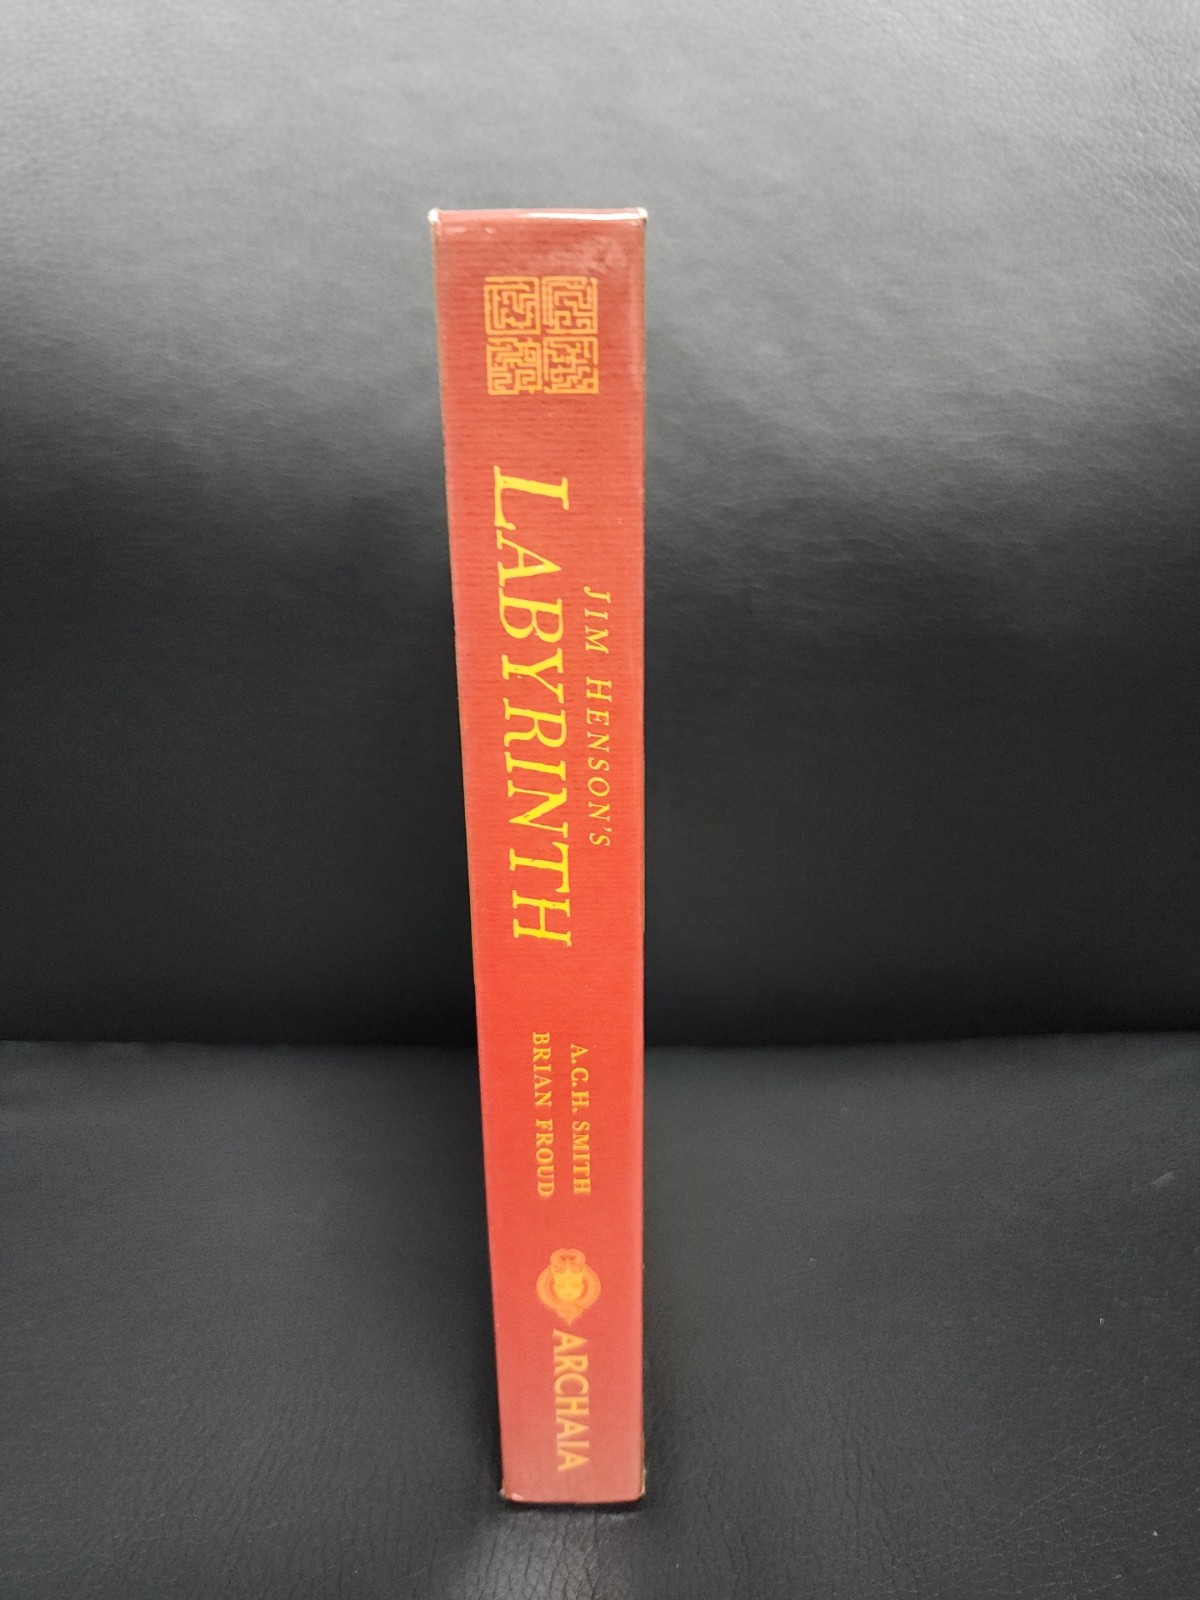 JIM HENSON'S
LABYRINTH
A.C.H. SMITH
BRIAN FROUD
ARCHAIA